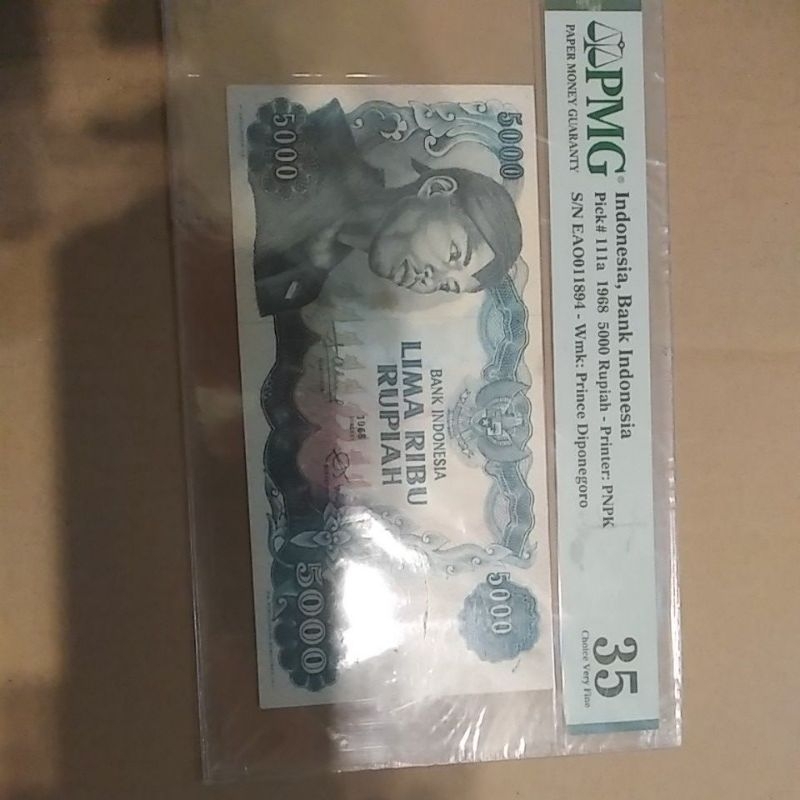 PMG®
PAPER MONEY GUARANTY
Indonesia, Bank Indonesia
Pick# 111a 1968 5000 Rupiah - Printer: PNPK
S/N EAO011894 - Wmk: Prince Diponegoro
35
Choice Very Fine
5000
5000
BANK INDONESIA
LIMA RIBU
RUPIAH
1968
5000
5000